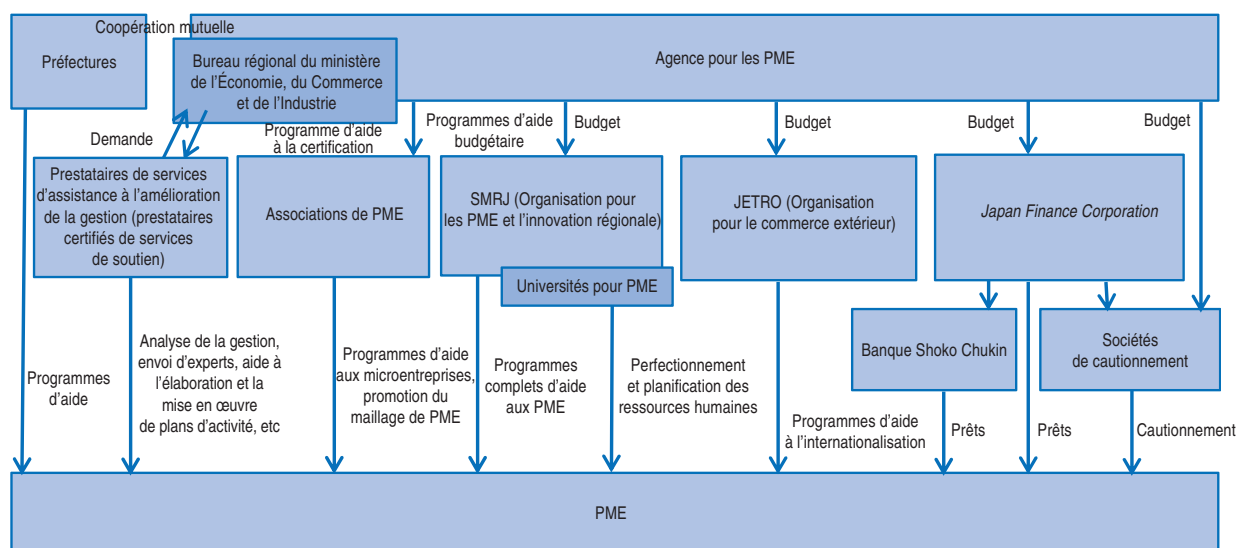 Coopération mutuelle
Préfectures
Bureau régional du ministère
de l’Économie, du Commerce
et de l’Industrie
Agence pour les PME
Demande
Programme d’aide
à la certification
Programmes d’aide
budgétaire
Budget
Budget
Budget
Budget
Prestataires de services
d’assistance à l’amélioration
de la gestion (prestataires
certifiés de services
de soutien)
Associations de PME
SMRJ (Organisation pour
les PME et l’innovation régionale)
Universités pour PME
JETRO (Organisation
pour le commerce extérieur)
Japan Finance Corporation
Banque Shoko Chukin
Sociétés
de cautionnement
Programmes
d’aide
Analyse de la gestion,
envoi d’experts, aide à
l’élaboration et la
mise en œuvre
de plans d’activité, etc
Programmes d’aide
aux microentreprises,
promotion du
maillage de PME
Programmes
complets d’aide
aux PME
Perfectionnement
et planification des
ressources humaines
Programmes d’aide
à l’internationalisation
Prêts
Prêts
Cautionnement
PME